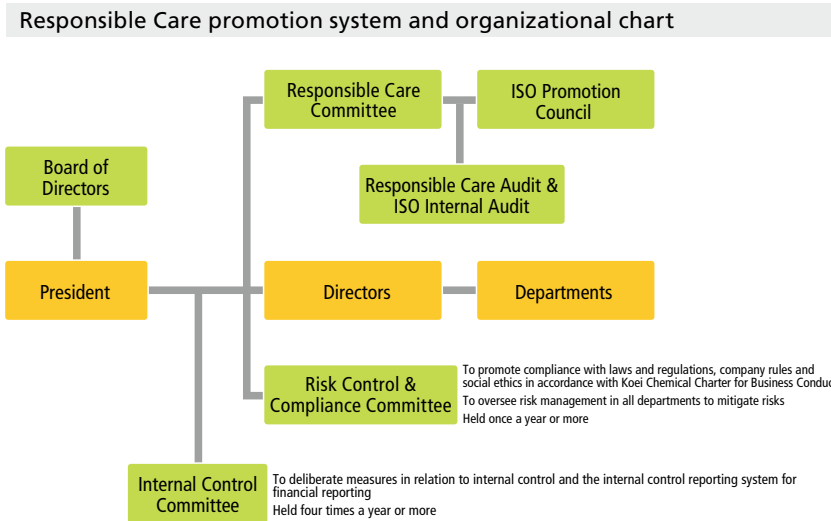 Responsible Care promotion system and organizational chart
Responsible Care
Committee
ISO Promotion
Council
Board of
Directors
Responsible Care Audit &
ISO Internal Audit
President
Directors
Departments
Risk Control &
Compliance Committee
To promote compliance with laws and regulations, company rules and
social ethics in accordance with Koei Chemical Charter for Business Conduc
To oversee risk management in all departments to mitigate risks
Held once a year or more
Internal Control
Committee
To deliberate measures in relation to internal control and the internal control reporting system for
financial reporting
Held four times a year or more